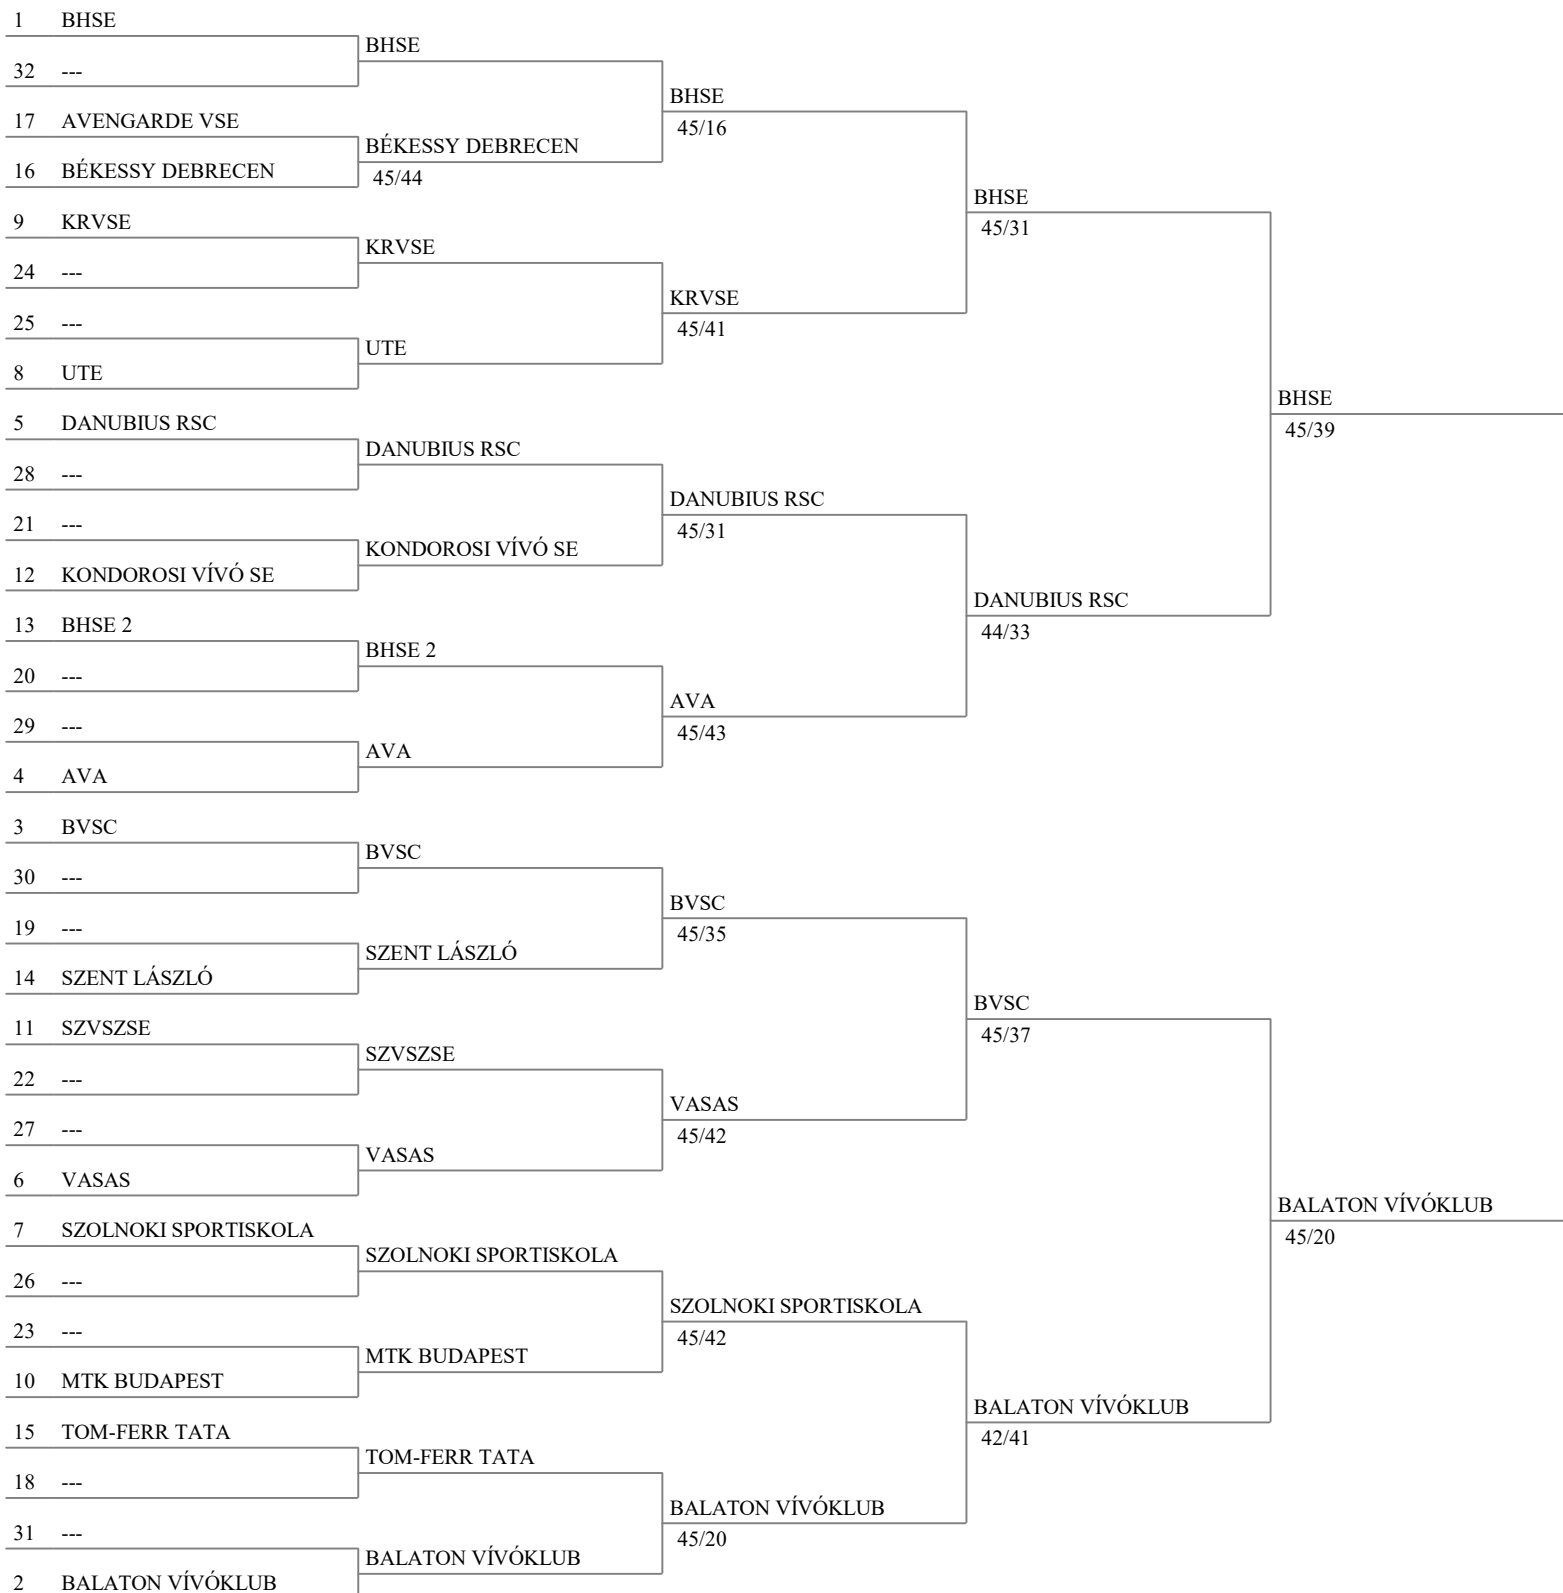 1 BHSE
32 ---
17 AVENGARDE VSE
16 BÉKESSY DEBRECEN
9 KRVSE
24 ---
25 ---
8 UTE
5 DANUBIUS RSC
28 ---
21 ---
12 KONDOROSI VÍVÓ SE
13 BHSE 2
20 ---
29 ---
4 AVA
3 BVSC
30 ---
19 ---
14 SZENT LÁSZLÓ
11 SZVSZSE
22 ---
27 ---
6 VASAS
7 SZOLNOKI SPORTISKOLA
26 ---
23 ---
10 MTK BUDAPEST
15 TOM-FERR TATA
18 ---
31 ---
2 BALATON VÍVÓKLUB
BHSE
BÉKESSY DEBRECEN
45/44
KRVSE
UTE
DANUBIUS RSC
KONDOROSI VÍVÓ SE
BHSE 2
AVA
BVSC
SZENT LÁSZLÓ
SZVSZSE
VASAS
SZOLNOKI SPORTISKOLA
MTK BUDAPEST
TOM-FERR TATA
BALATON VÍVÓKLUB
BHSE
45/16
KRVSE
45/41
DANUBIUS RSC
45/31
AVA
45/43
BVSC
45/35
VASAS
45/42
SZOLNOKI SPORTISKOLA
45/42
BALATON VÍVÓKLUB
45/20
BHSE
45/31
DANUBIUS RSC
44/33
BVSC
45/37
BALATON VÍVÓKLUB
42/41
BHSE
45/39
BALATON VÍVÓKLUB
45/20